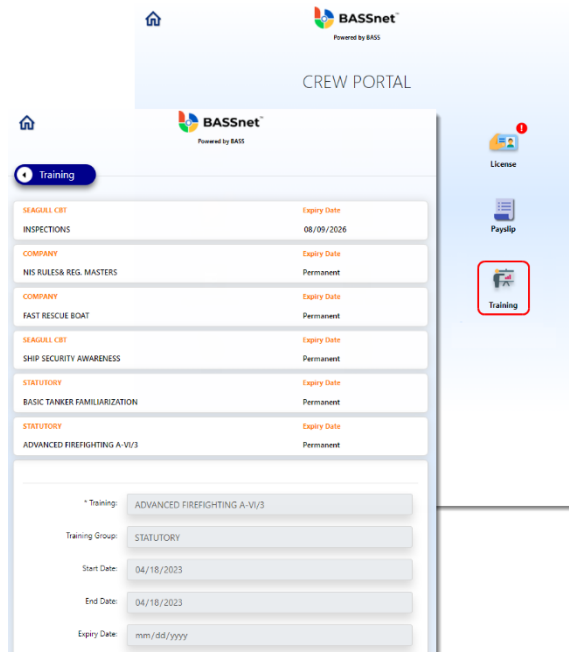 BASSnet™
Powered by BASS
CREW PORTAL
License
Payslip
Training
BASSnet™
Powered by BASS
Training
SEAGULL CBT Expiry Date
INSPECTIONS 08/09/2026
COMPANY Expiry Date
NIS RULES& REG. MASTERS Permanent
COMPANY Expiry Date
FAST RESCUE BOAT Permanent
SEAGULL CBT Expiry Date
SHIP SECURITY AWARENESS Permanent
STATUTORY Expiry Date
BASIC TANKER FAMILIARIZATION Permanent
STATUTORY Expiry Date
ADVANCED FIREFIGHTING A-VI/3 Permanent
* Training: ADVANCED FIREFIGHTING A-VI/3
Training Group: STATUTORY
Start Date: 04/18/2023
End Date: 04/18/2023
Expiry Date: mm/dd/yyyy